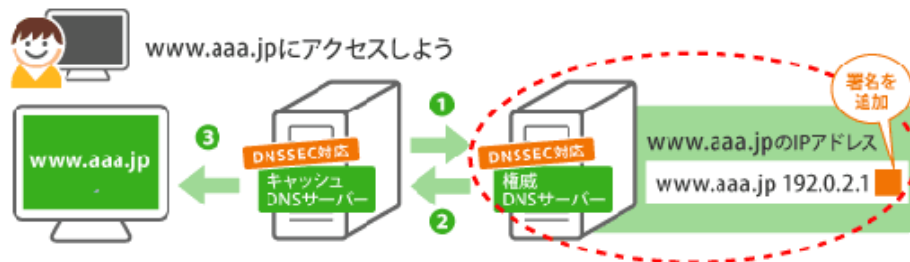 www.aaa.jpにアクセスしよう
署名を
追加
①
③
www.aaa.jp
DNSSEC対応
キャッシュ
DNSサーバー
②
DNSSEC対応
権威
DNSサーバー
www.aaa.jpのIPアドレス
www.aaa.jp 192.0.2.1